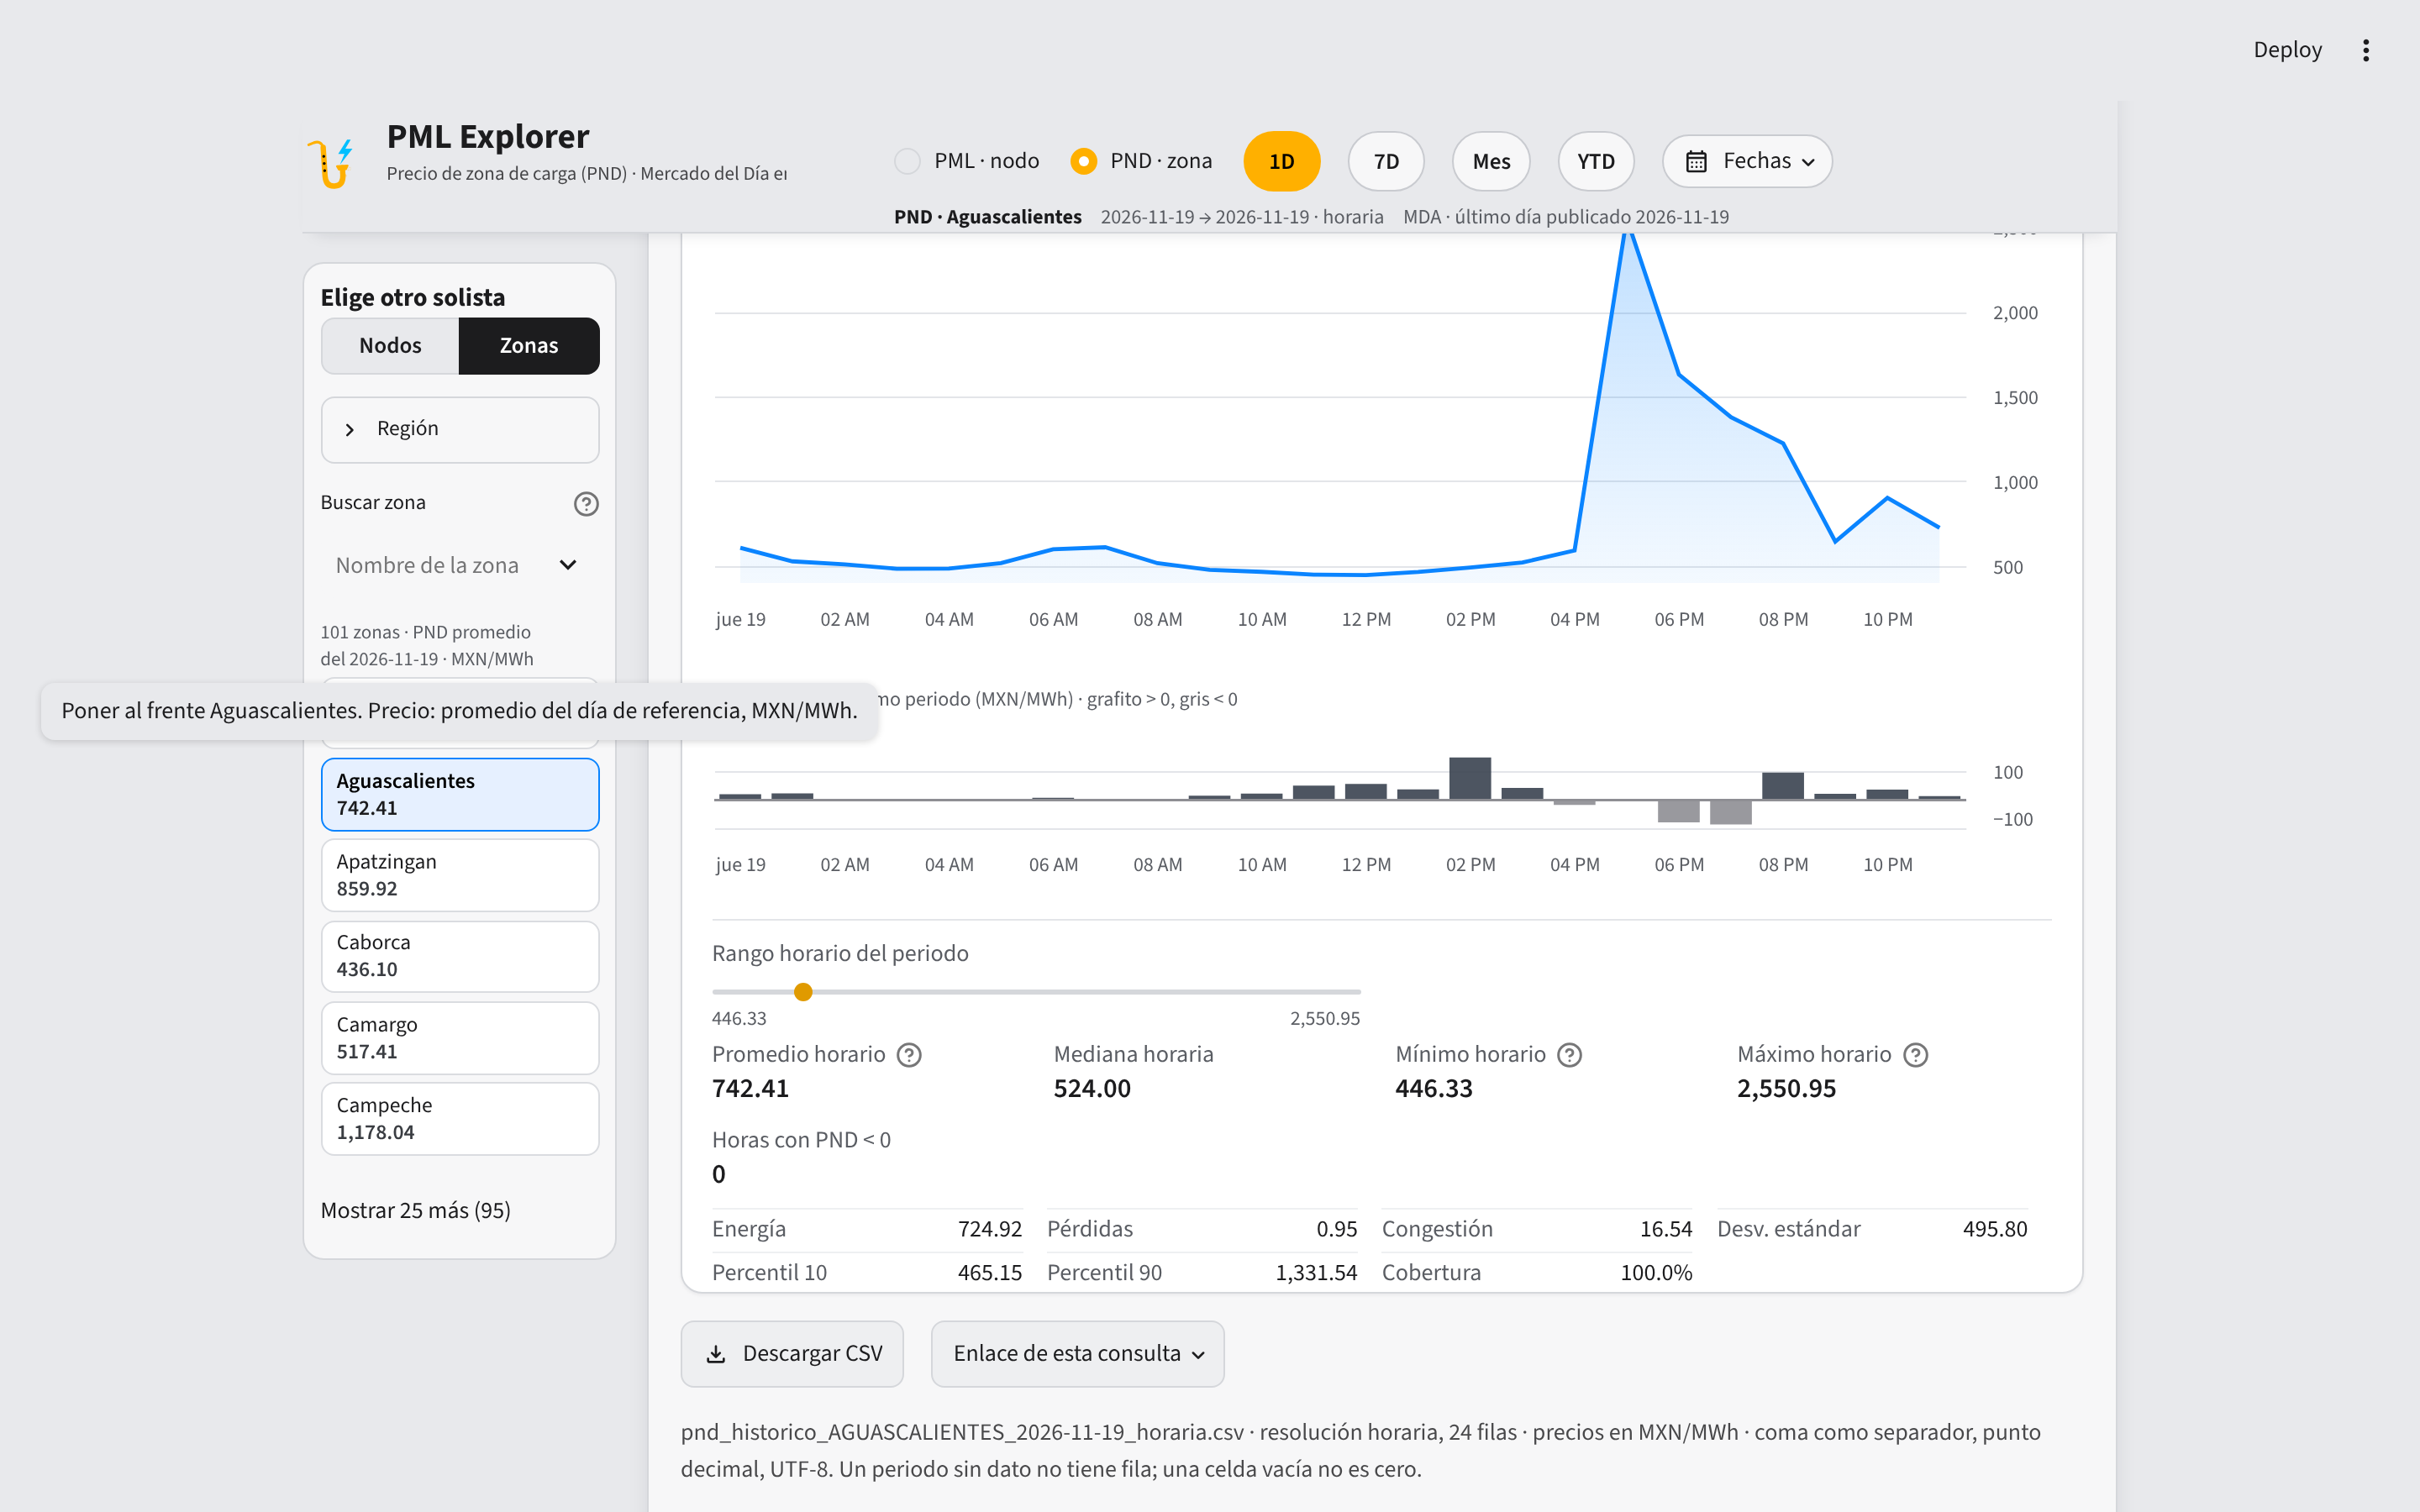 Deploy
PML Explorer
Precio de zona de carga (PND) · Mercado del Día
PML · nodo
PND · zona
1D
7D
Mes
YTD
Fechas
PND · Aguascalientes 2026-11-19 → 2026-11-19 · horaria MDA · último día publicado 2026-11-19
Elige otro solista
Nodos
Zonas
Región
Buscar zona
Nombre de la zona
101 zonas · PND promedio
del 2026-11-19 · MXN/MWh
Poner al frente Aguascalientes. Precio: promedio del día de referencia, MXN/MWh.
Aguascalientes
742.41
Apatzingan
859.92
Caborca
436.10
Camargo
517.41
Campeche
1,178.04
Mostrar 25 más (95)
2,000
1,500
1,000
500
jue 19 02 AM 04 AM 06 AM 08 AM 10 AM 12 PM 02 PM 04 PM 06 PM 08 PM 10 PM
periodo (MXN/MWh) · grafito > 0, gris < 0
100
−100
jue 19 02 AM 04 AM 06 AM 08 AM 10 AM 12 PM 02 PM 04 PM 06 PM 08 PM 10 PM
Rango horario del periodo
446.33 2,550.95
Promedio horario
742.41
Mediana horaria
524.00
Mínimo horario
446.33
Máximo horario
2,550.95
Horas con PND < 0
0
Energía 724.92 Pérdidas 0.95 Congestión 16.54 Desv. estándar 495.80
Percentil 10 465.15 Percentil 90 1,331.54 Cobertura 100.0%
Descargar CSV
Enlace de esta consulta
pnd_historico_AGUASCALIENTES_2026-11-19_horaria.csv · resolución horaria, 24 filas · precios en MXN/MWh · coma como separador, punto
decimal, UTF-8. Un periodo sin dato no tiene fila; una celda vacía no es cero.